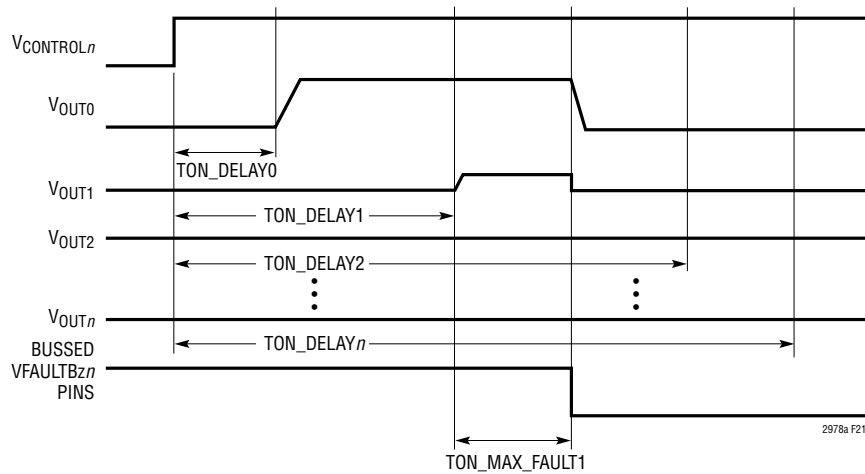 VCONTROLn
VOUT0
TON_DELAY0
VOUT1
TON_DELAY1
VOUT2
TON_DELAY2
VOUTn
TON_DELAYn
BUSSED
VFAULTBzn
PINS
2978a F21
TON_MAX_FAULT1